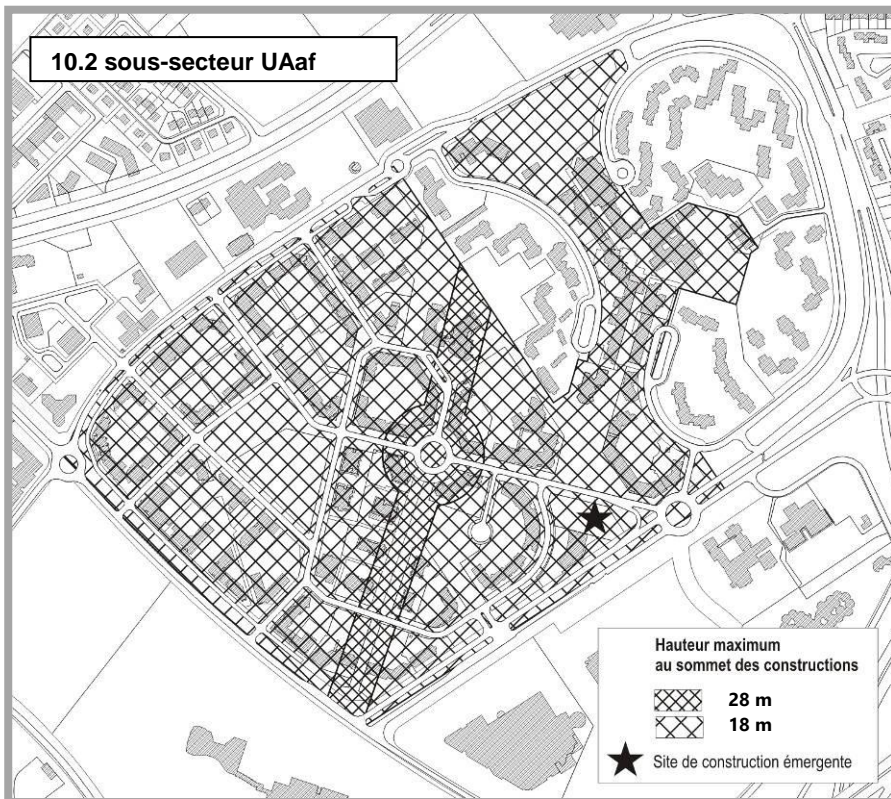 10.2 sous-secteur UAaf
Hauteur maximum
au sommet des constructions
28 m
18 m
Site de construction émergente